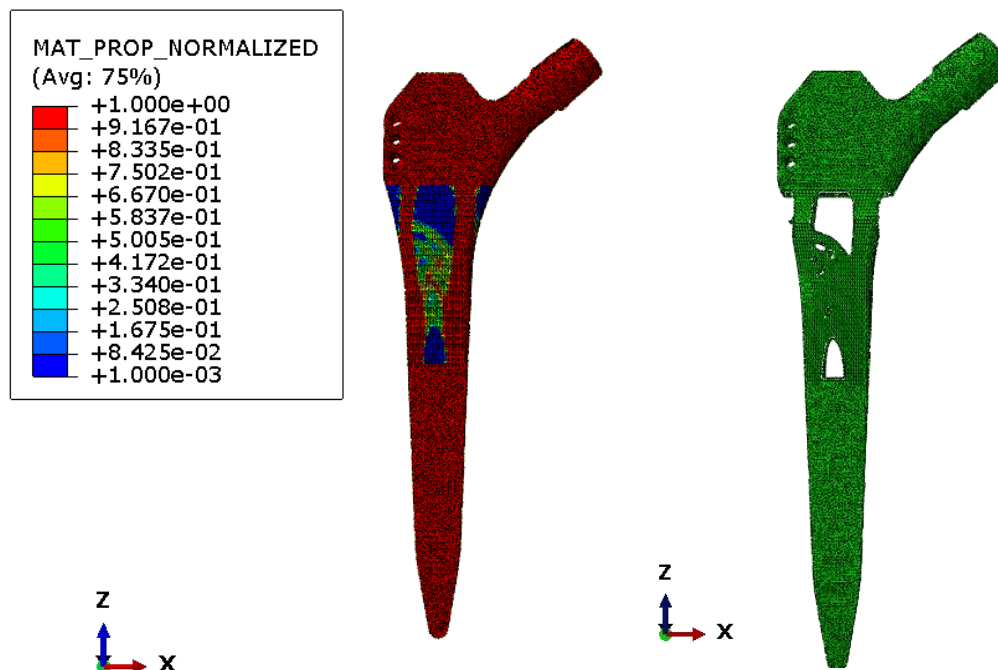 MAT_PROP_NORMALIZED
(Avg: 75%)
+1.000e+00
+9.167e-01
+8.335e-01
+7.502e-01
+6.670e-01
+5.837e-01
+5.005e-01
+4.172e-01
+3.340e-01
+2.508e-01
+1.675e-01
+8.425e-02
+1.000e-03
Z
X
Z
X